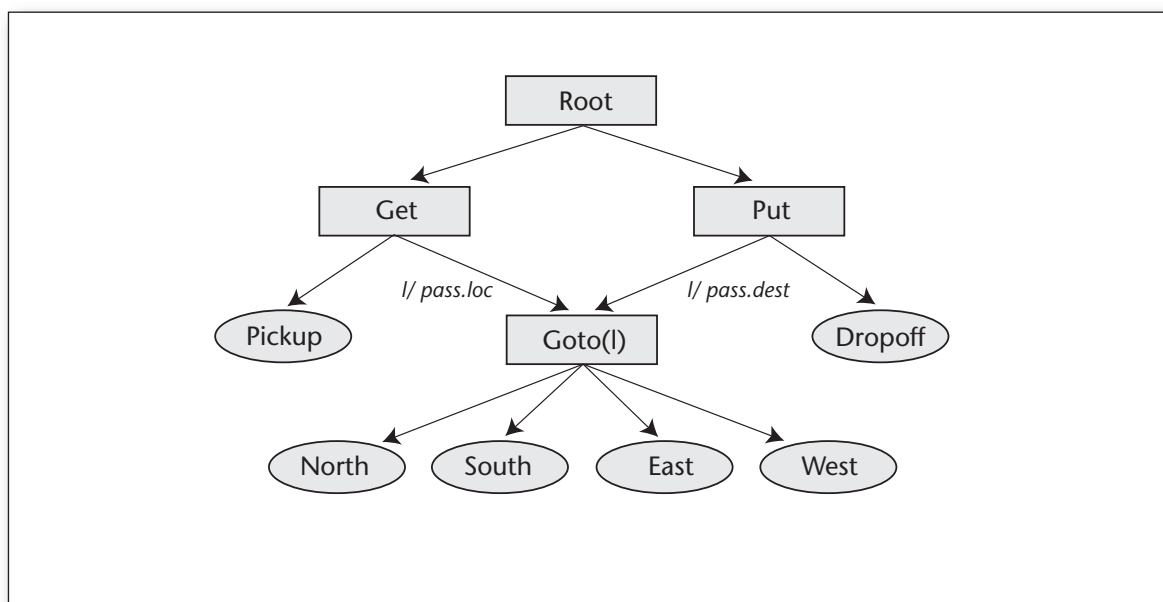 Root
Get
Put
l/ pass.loc
l/ pass.dest
Pickup
Goto(l)
Dropoff
North
South
East
West